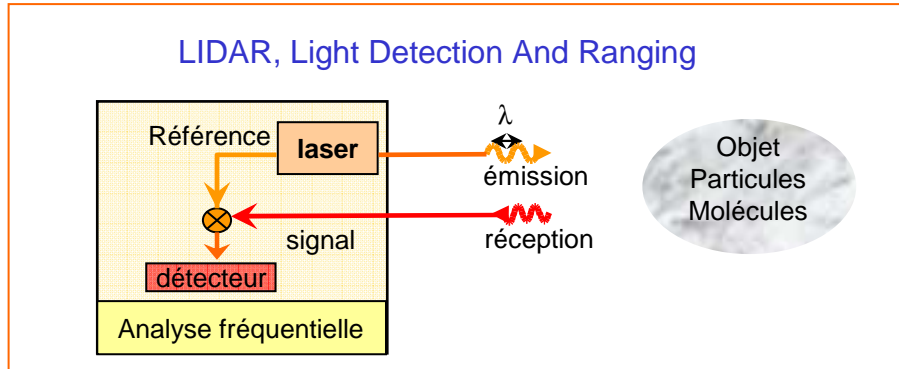 LIDAR, Light Detection And Ranging
Référence
laser
λ
émission
Objet
Particules
Molécules
signal
réception
détecteur
Analyse fréquentielle